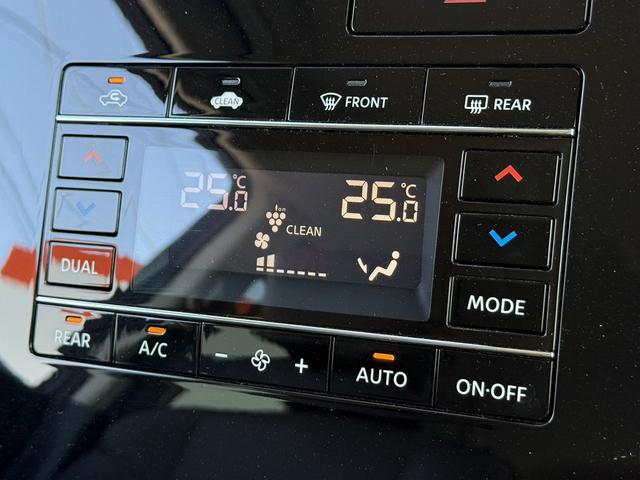 CLEAN
FRONT
REAR
25.0°C
25.0°C
ion
CLEAN
DUAL
MODE
REAR
A/C
−
+
AUTO
ON·OFF